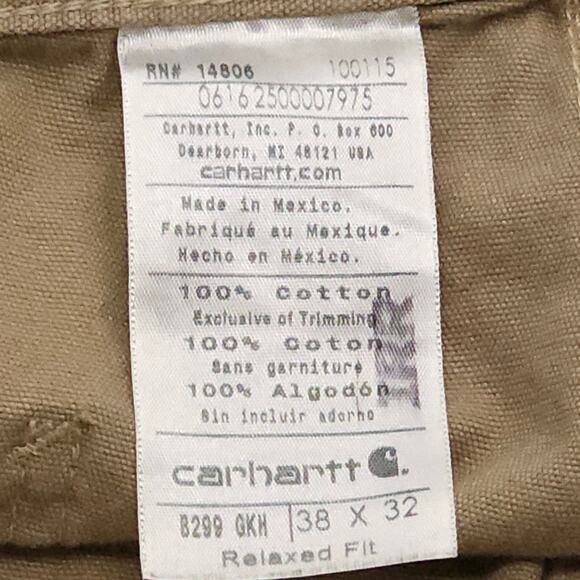 RN# 14806 100115
06162500007975
Carhartt, Inc. P. O. Box 600
Dearborn, MI 48121 USA
carhartt.com
Made in Mexico.
Fabriqué au Mexique.
Hecho en México.
100% Cotton
Exclusive of Trimming
100% Coton
Sans garniture
100% Algodón
Sin incluir adorno
carhartt
B299 GKH 38 X 32
Relaxed Fit